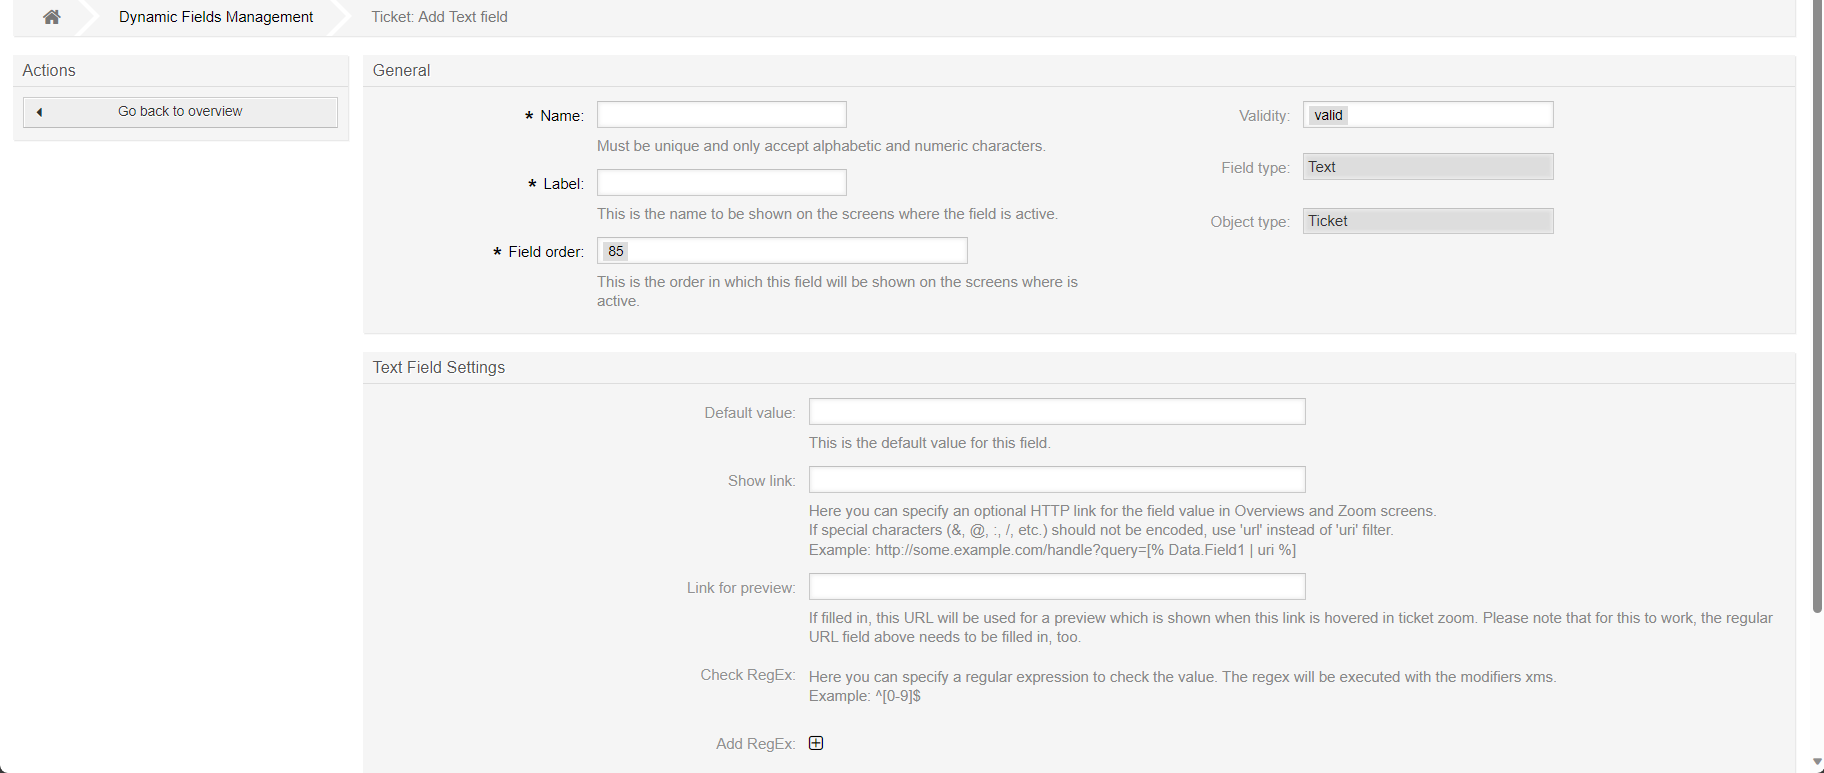 Dynamic Fields Management
Ticket: Add Text field
Actions
Go back to overview
General
* Name:
Must be unique and only accept alphabetic and numeric characters.
* Label:
This is the name to be shown on the screens where the field is active.
* Field order:
85
This is the order in which this field will be shown on the screens where is
active.
Validity:
valid
Field type:
Text
Object type:
Ticket
Text Field Settings
Default value:
This is the default value for this field.
Show link:
Here you can specify an optional HTTP link for the field value in Overviews and Zoom screens.
If special characters (&, @, :, /, etc.) should not be encoded, use 'url' instead of 'uri' filter.
Example: http://some.example.com/handle?query=[% Data.Field1 | uri %]
Link for preview:
If filled in, this URL will be used for a preview which is shown when this link is hovered in ticket zoom. Please note that for this to work, the regular
URL field above needs to be filled in, too.
Check RegEx:
Here you can specify a regular expression to check the value. The regex will be executed with the modifiers xms.
Example: ^[0-9]$
Add RegEx: